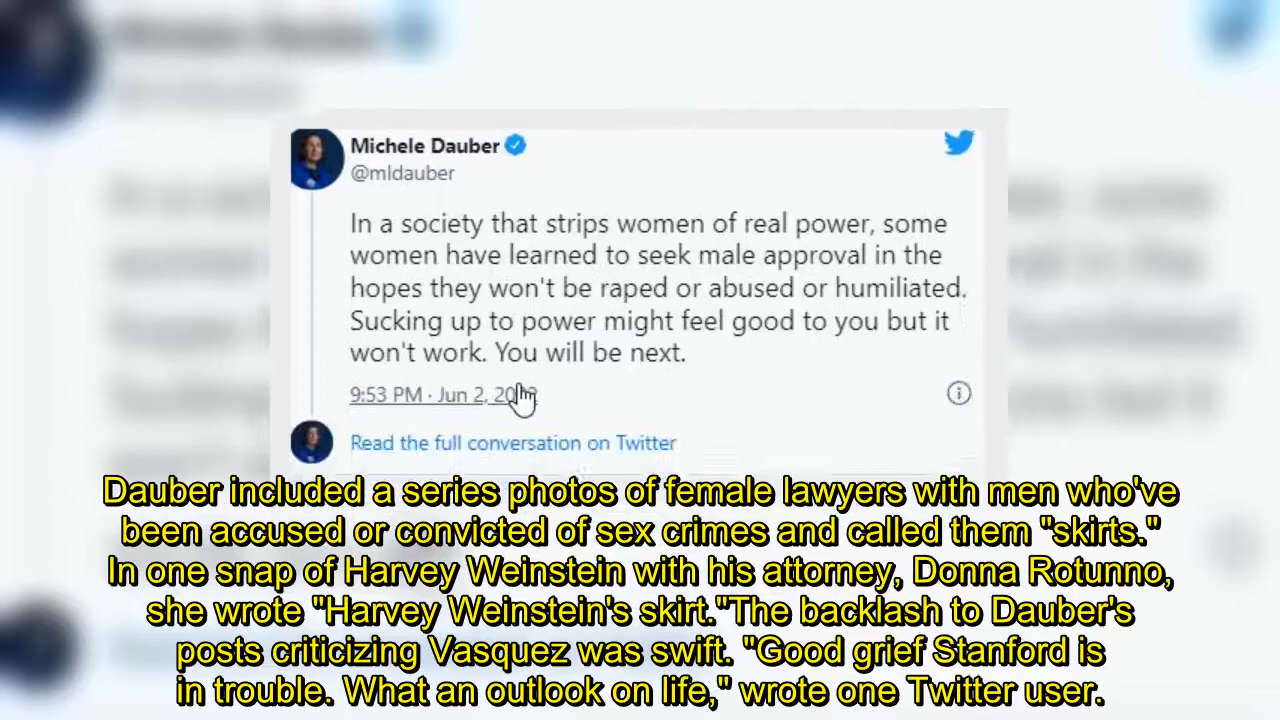 Michele Dauber
@mldauber
In a society that strips women of real power, some
women have learned to seek male approval in the
hopes they won't be raped or abused or humiliated.
Sucking up to power might feel good to you but it
won't work. You will be next.
9:53 PM · Jun 2, 20
Read the full conversation on Twitter
Dauber included a series photos of female lawyers with men who've
been accused or convicted of sex crimes and called them "skirts."
In one snap of Harvey Weinstein with his attorney, Donna Rotunno,
she wrote "Harvey Weinstein's skirt."The backlash to Dauber's
posts criticizing Vasquez was swift. "Good grief Stanford is
in trouble. What an outlook on life," wrote one Twitter user.